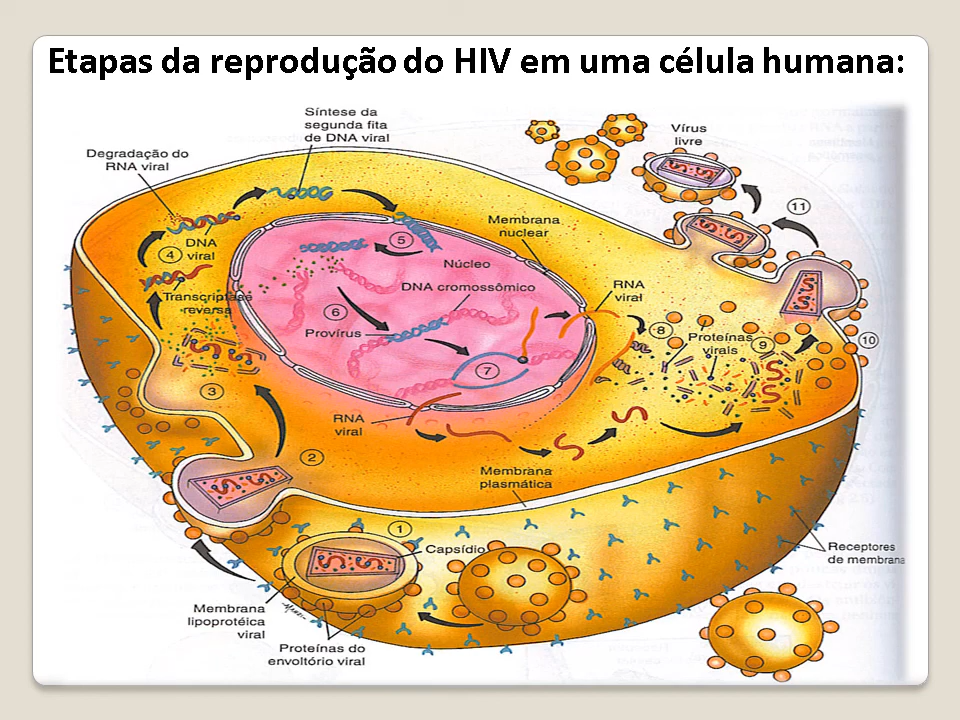 Etapas da reprodução do HIV em uma célula humana:
Síntese da
segunda fita
de DNA viral
Degradação do
RNA viral
Vírus
livre
11
Membrana
nuclear
4
DNA
viral
5
Núcleo
Transcriptase
reversa
DNA cromossômico
RNA
viral
6
Provírus
8
Proteínas
virais
9
10
7
3
RNA
viral
2
Membrana
plasmática
1
Capsídio
Receptores
de membrana
Membrana
lipoprotéica
viral
Proteínas do
envoltório viral